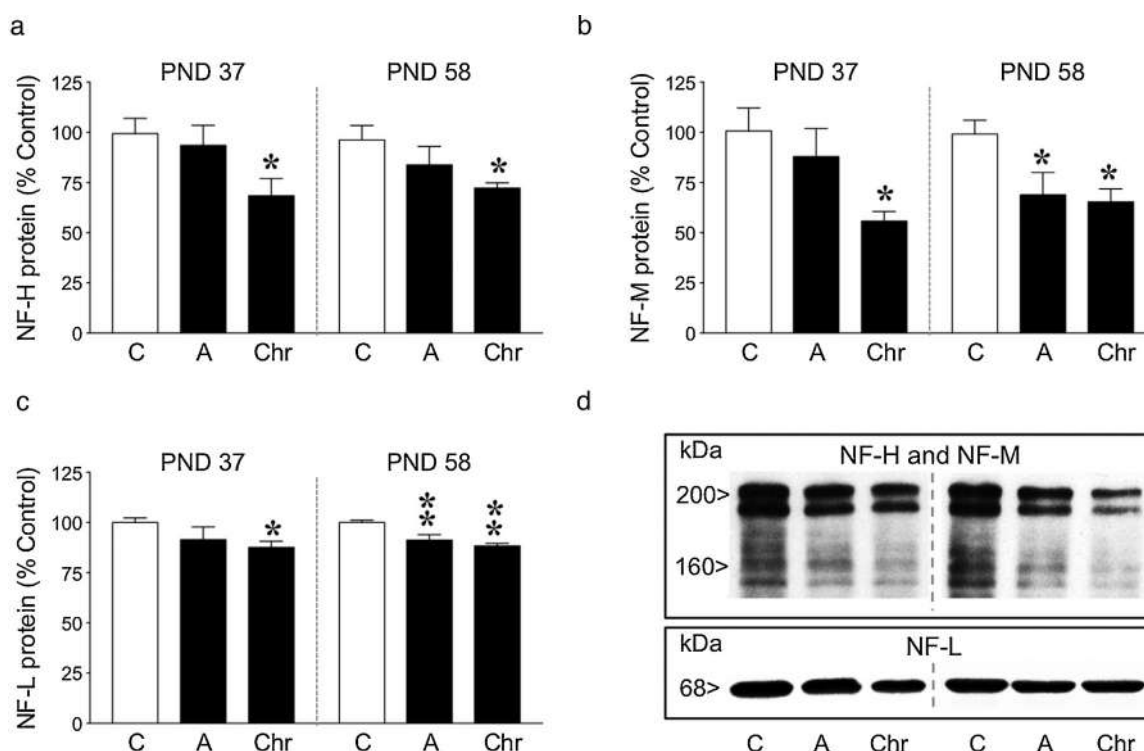 a
PND 37 PND 58
NF-H protein (% Control)
125
100
75
50
25
0
* *
C A Chr C A Chr
b
PND 37 PND 58
NF-M protein (% Control)
125
100
75
50
25
0
* * *
C A Chr C A Chr
c
PND 37 PND 58
NF-L protein (% Control)
125
100
75
50
25
0
* ** **
C A Chr C A Chr
d
kDa
NF-H and NF-M
200>
160>
kDa
NF-L
68>
C A Chr C A Chr